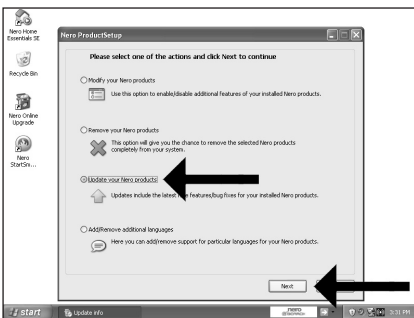 Nero Home
Essentials SE
Recycle Bin
Nero Online
Upgrade
Nero
StartSm...
Nero ProductSetup
Please select one of the actions and click Next to continue
Modify your Nero products
Use this option to enable/disable additional features of your installed Nero products.
Remove your Nero products
This option will give you the chance to remove the selected Nero products
completely from your system.
Update your Nero products
Updates include the latest features/bug fixes for your installed Nero products.
Add/Remove additional languages
Here you can add/remove support for particular languages for your Nero products.
Next
start
Update info
nero
3:31 PM